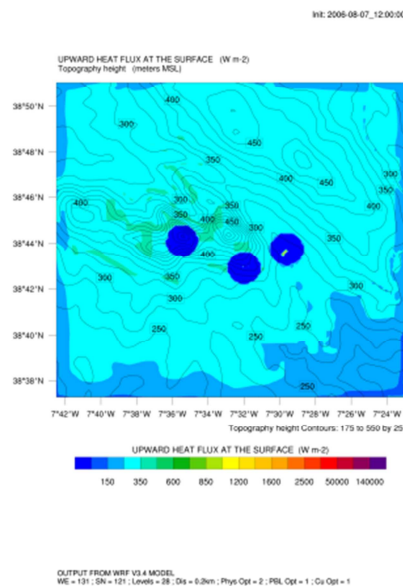 Init: 2006-08-07_12:00:00
UPWARD HEAT FLUX AT THE SURFACE (W m-2)
Topography height (meters MSL)
38°50'N
38°48'N
38°46'N
38°44'N
38°42'N
38°40'N
38°38'N
400
300
450
350
400
450
300
400
350
300
400
350
400
450
350
300
350
400
300
350
300
300
250
250
250
250
7°42'W 7°40'W 7°38'W 7°36'W 7°34'W 7°32'W 7°30'W 7°28'W 7°26'W 7°24'W
Topography height Contours: 175 to 550 by 25
UPWARD HEAT FLUX AT THE SURFACE (W m-2)
150 350 600 850 1200 1600 2500 50000 140000
OUTPUT FROM WRF V3.4 MODEL
WE = 131 ; SN = 121 ; Levels = 28 ; Dis = 0.2km ; Phys Opt = 2 ; PBL Opt = 1 ; Cu Opt = 1